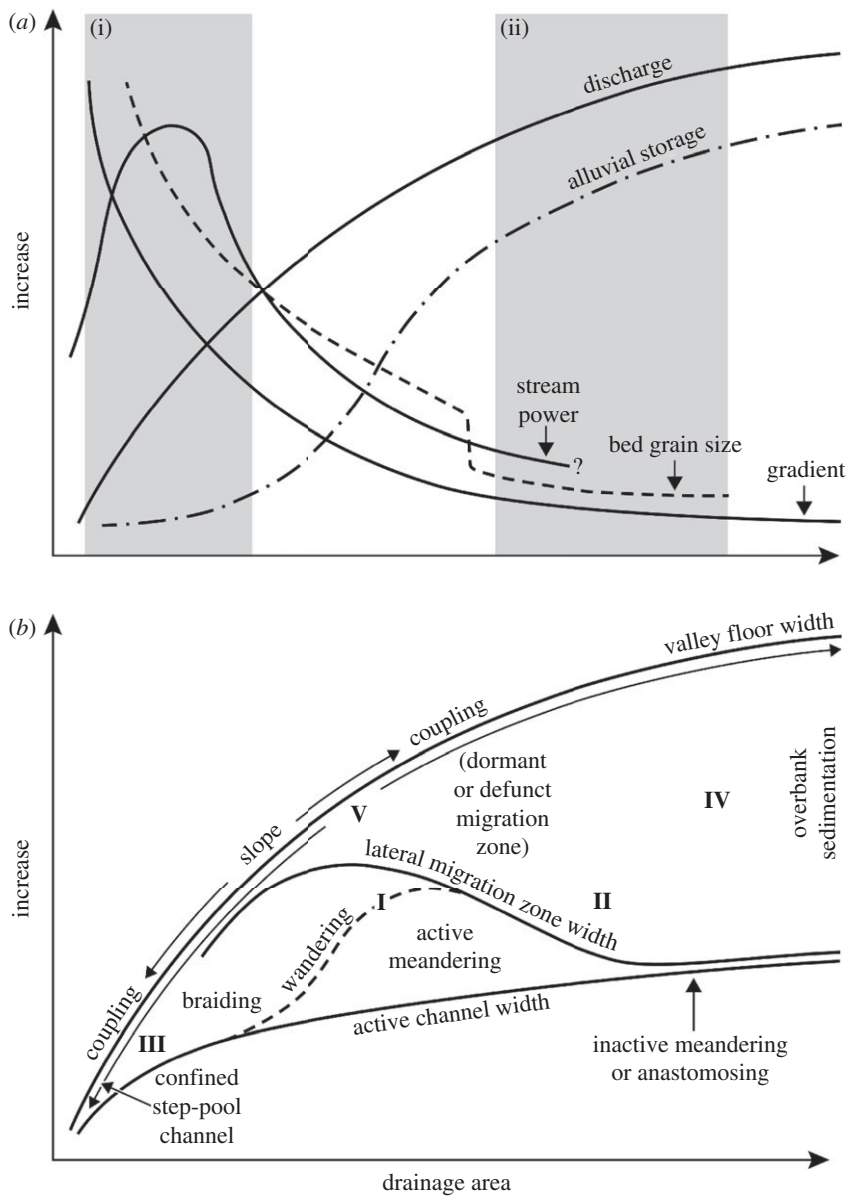 (a)
(i)
(ii)
discharge
alluvial storage
increase
stream
power
?
bed grain size
gradient
(b)
valley floor width
coupling
(dormant
or defunct
migration
zone)
IV
overbank
sedimentation
V
slope
lateral migration zone width
II
I
increase
wandering
active
meandering
braiding
coupling
active channel width
III
inactive meandering
or anastomosing
confined
step-pool
channel
drainage area